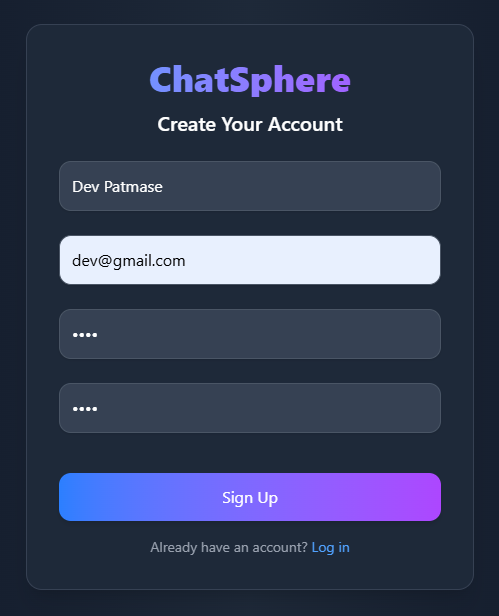 ChatSphere
Create Your Account
Dev Patmase
dev@gmail.com
••••
••••
Sign Up
Already have an account? Log in